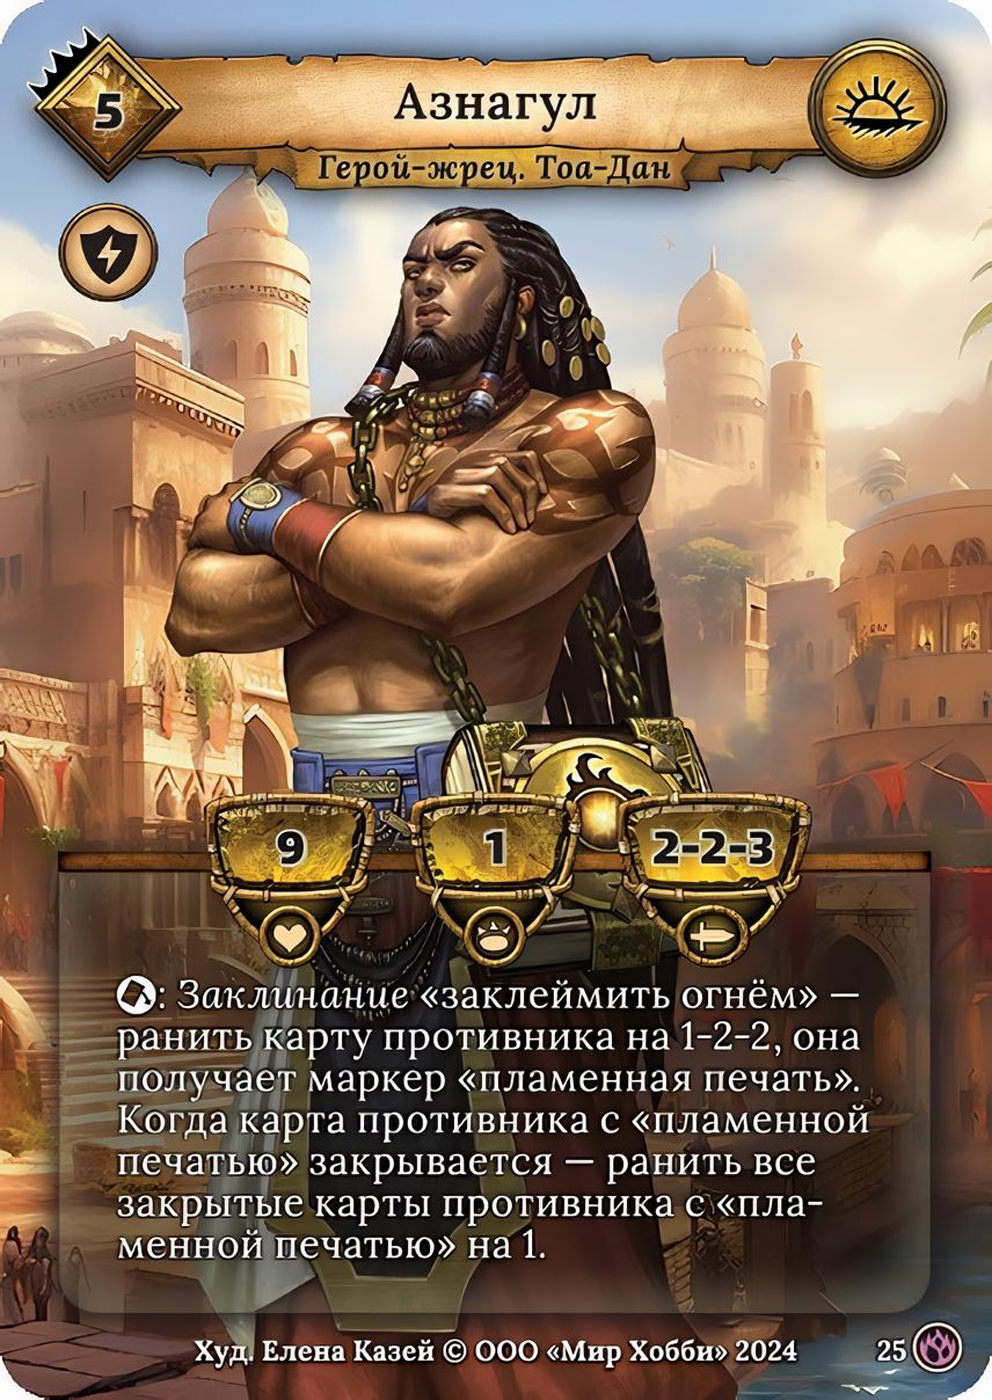 5
Азнагул
Герой-жрец. Тоа-Дан
9
1
2-2-3
: Заклинание «заклеймить огнём» —
ранить карту противника на 1-2-2, она
получает маркер «пламенная печать».
Когда карта противника с «пламенной
печатью» закрывается — ранить все
закрытые карты противника с «пла-
менной печатью» на 1.
Худ. Елена Казей © ООО «Мир Хобби» 2024
25